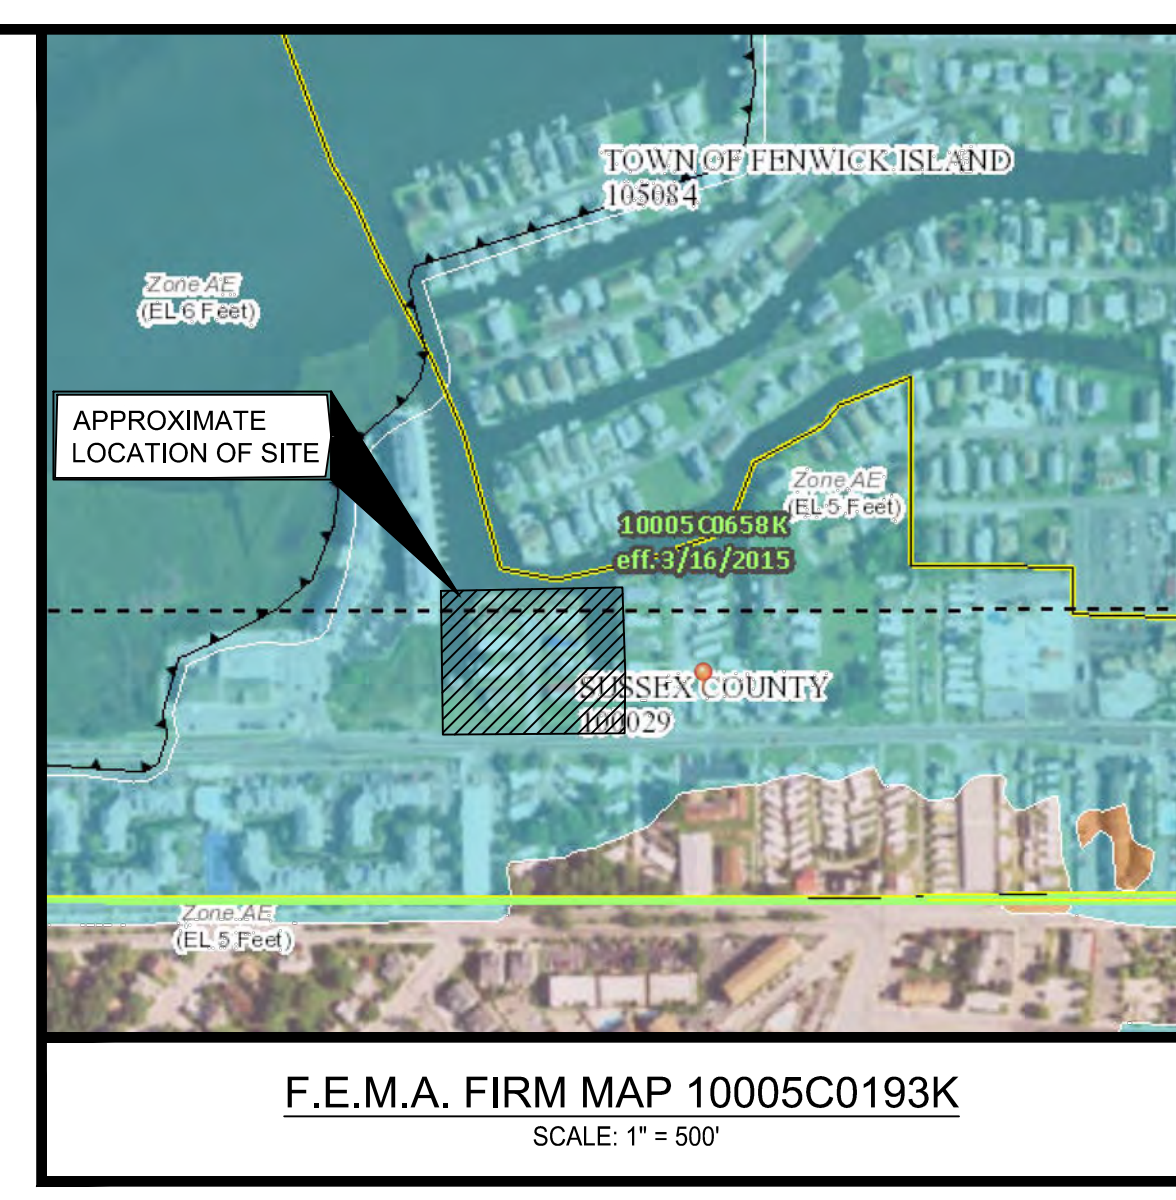 TOWN OF FENWICK ISLAND
105084
Zone AE
(EL 6 Feet)
APPROXIMATE
LOCATION OF SITE
Zone AE
(EL 5 Feet)
10005C0658K
eff. 3/16/2015
SUSSEX COUNTY
100029
Zone AE
(EL 5 Feet)
F.E.M.A. FIRM MAP 10005C0193K
SCALE: 1" = 500'